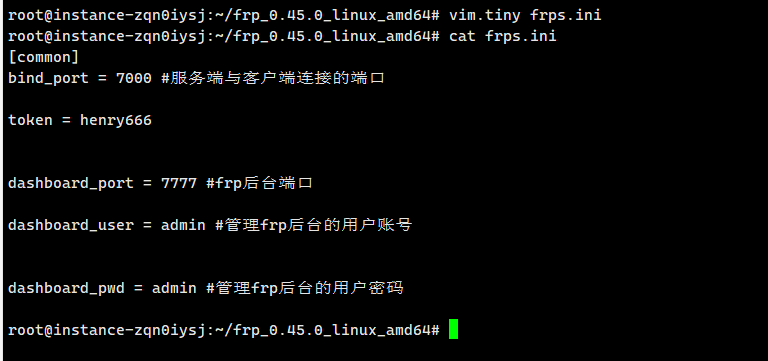 root@instance-zqn0iysj:~/frp_0.45.0_linux_amd64# vim.tiny frps.ini
root@instance-zqn0iysj:~/frp_0.45.0_linux_amd64# cat frps.ini
[common]
bind_port = 7000 #服务端与客户端连接的端口
token = henry666
dashboard_port = 7777 #frp后台端口
dashboard_user = admin #管理frp后台的用户账号
dashboard_pwd = admin #管理frp后台的用户密码
root@instance-zqn0iysj:~/frp_0.45.0_linux_amd64#